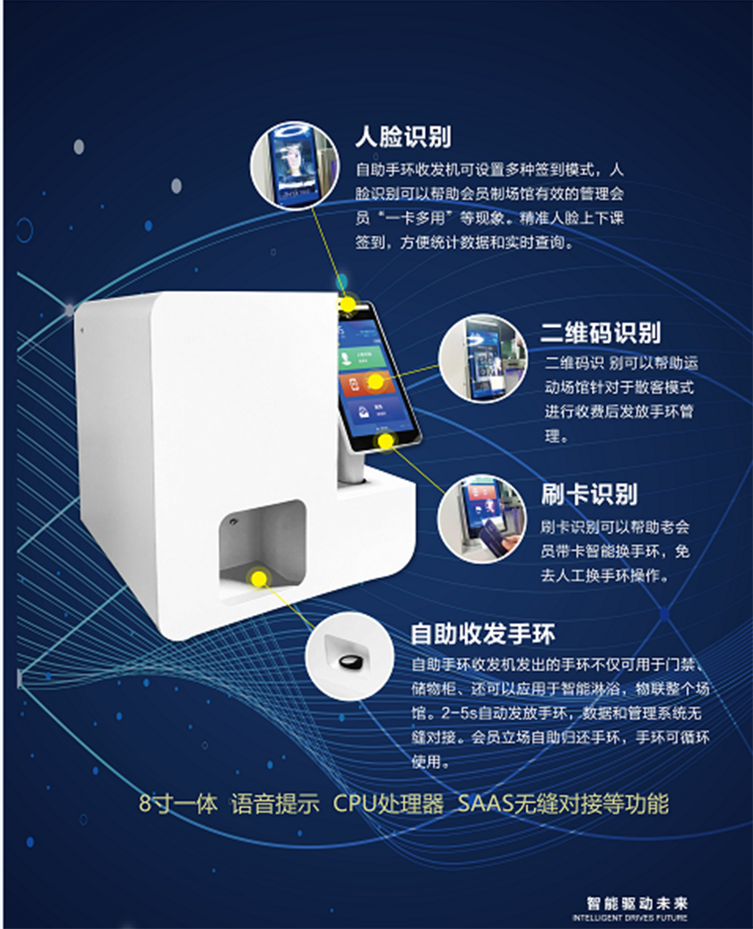 人脸识别
自助手环收发机可设置多种签到模式，人
脸识别可以帮助会员制场馆有效的管理会
员“一卡多用”等现象。精准人脸上下课
签到，方便统计数据和实时查询。
二维码识别
二维码识 别可以帮助运
动场馆针对于散客模式
进行收费后发放手环管
理。
刷卡识别
刷卡识别可以帮助老会
员带卡智能换手环，免
去人工换手环操作。
自助收发手环
自助手环收发机发出的手环不仅可用于门禁、
储物柜、还可以应用于智能淋浴，物联整个场
馆。2-5s自动发放手环，数据和管理系统无
缝对接。会员立场自助归还手环，手环可循环
使用。
8寸一体 语音提示 CPU处理器 SAAS无缝对接等功能
智能驱动未来
INTELLIGENT DRIVES FUTURE